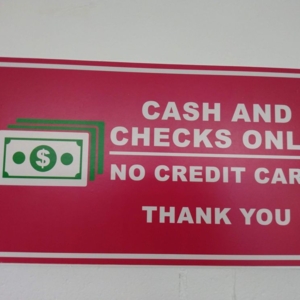 CASH AND
CHECKS ONL
NO CREDIT CAR
THANK YOU
$